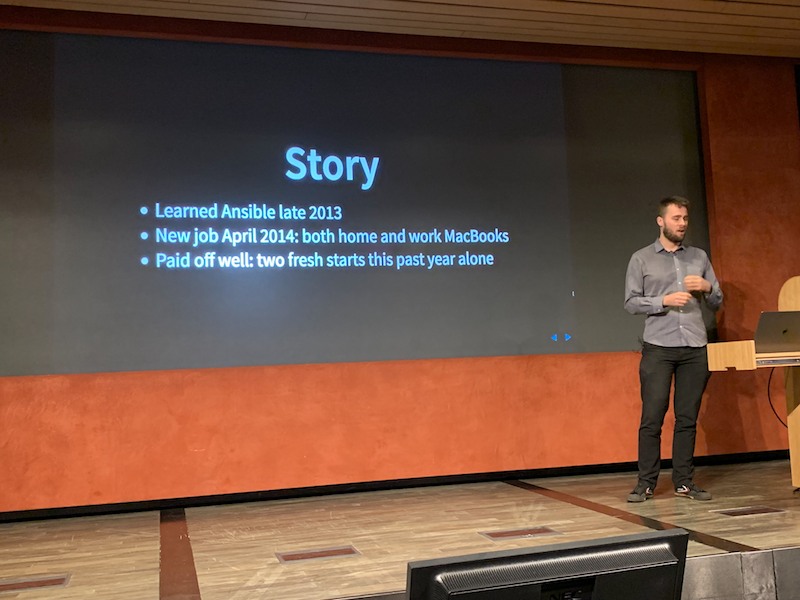 Story
• Learned Ansible late 2013
• New job April 2014: both home and work MacBooks
• Paid off well: two fresh starts this past year alone